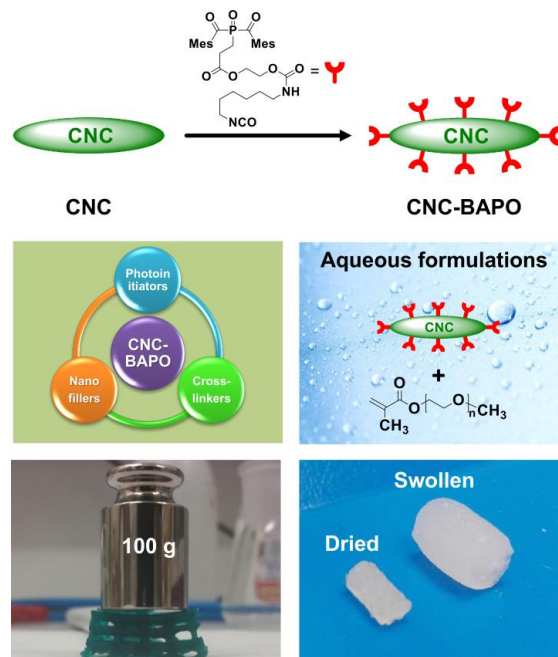 O O
P
Mes Mes
O
O
O
O
NH
= 
NCO
CNC
CNC
CNC
CNC-BAPO
Photoin
itiators
CNC-
BAPO
Nano
fillers
Cross-
linkers
Aqueous formulations
CNC
+
O
O
O
n
CH3
CH3
100 g
Swollen
Dried